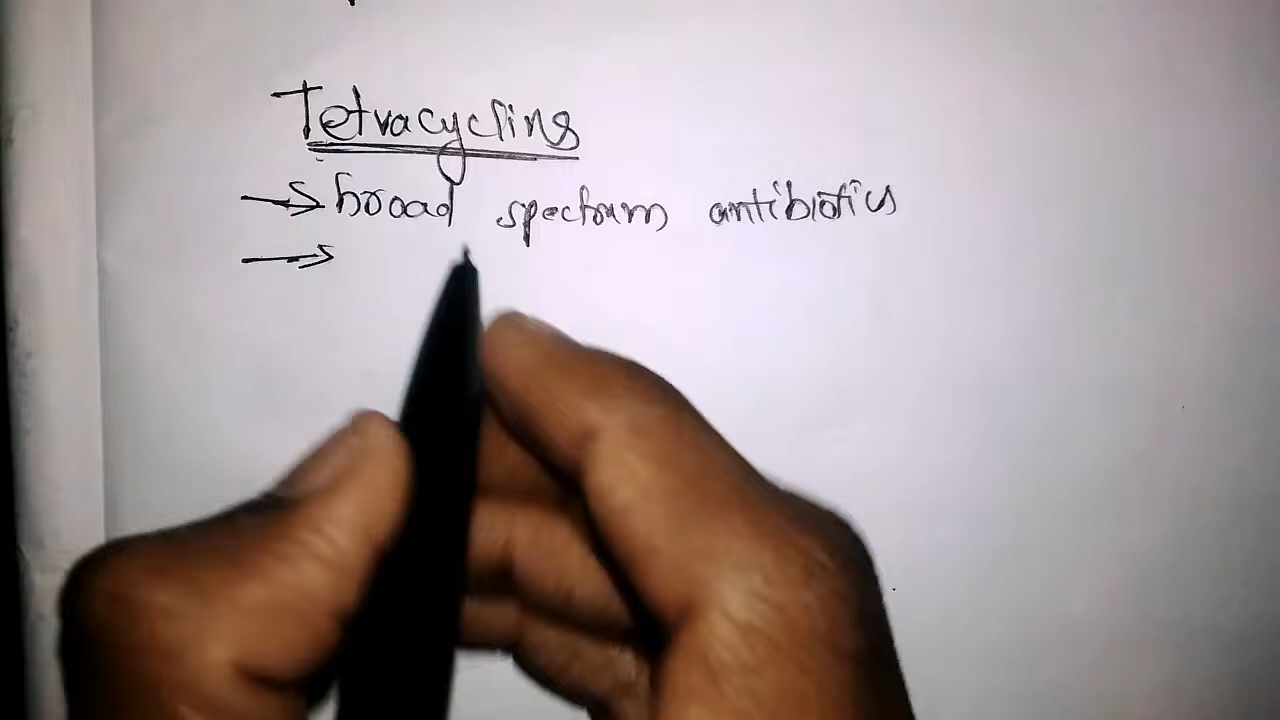 Tetracyclins
→ broad spectrum antibiotics
→